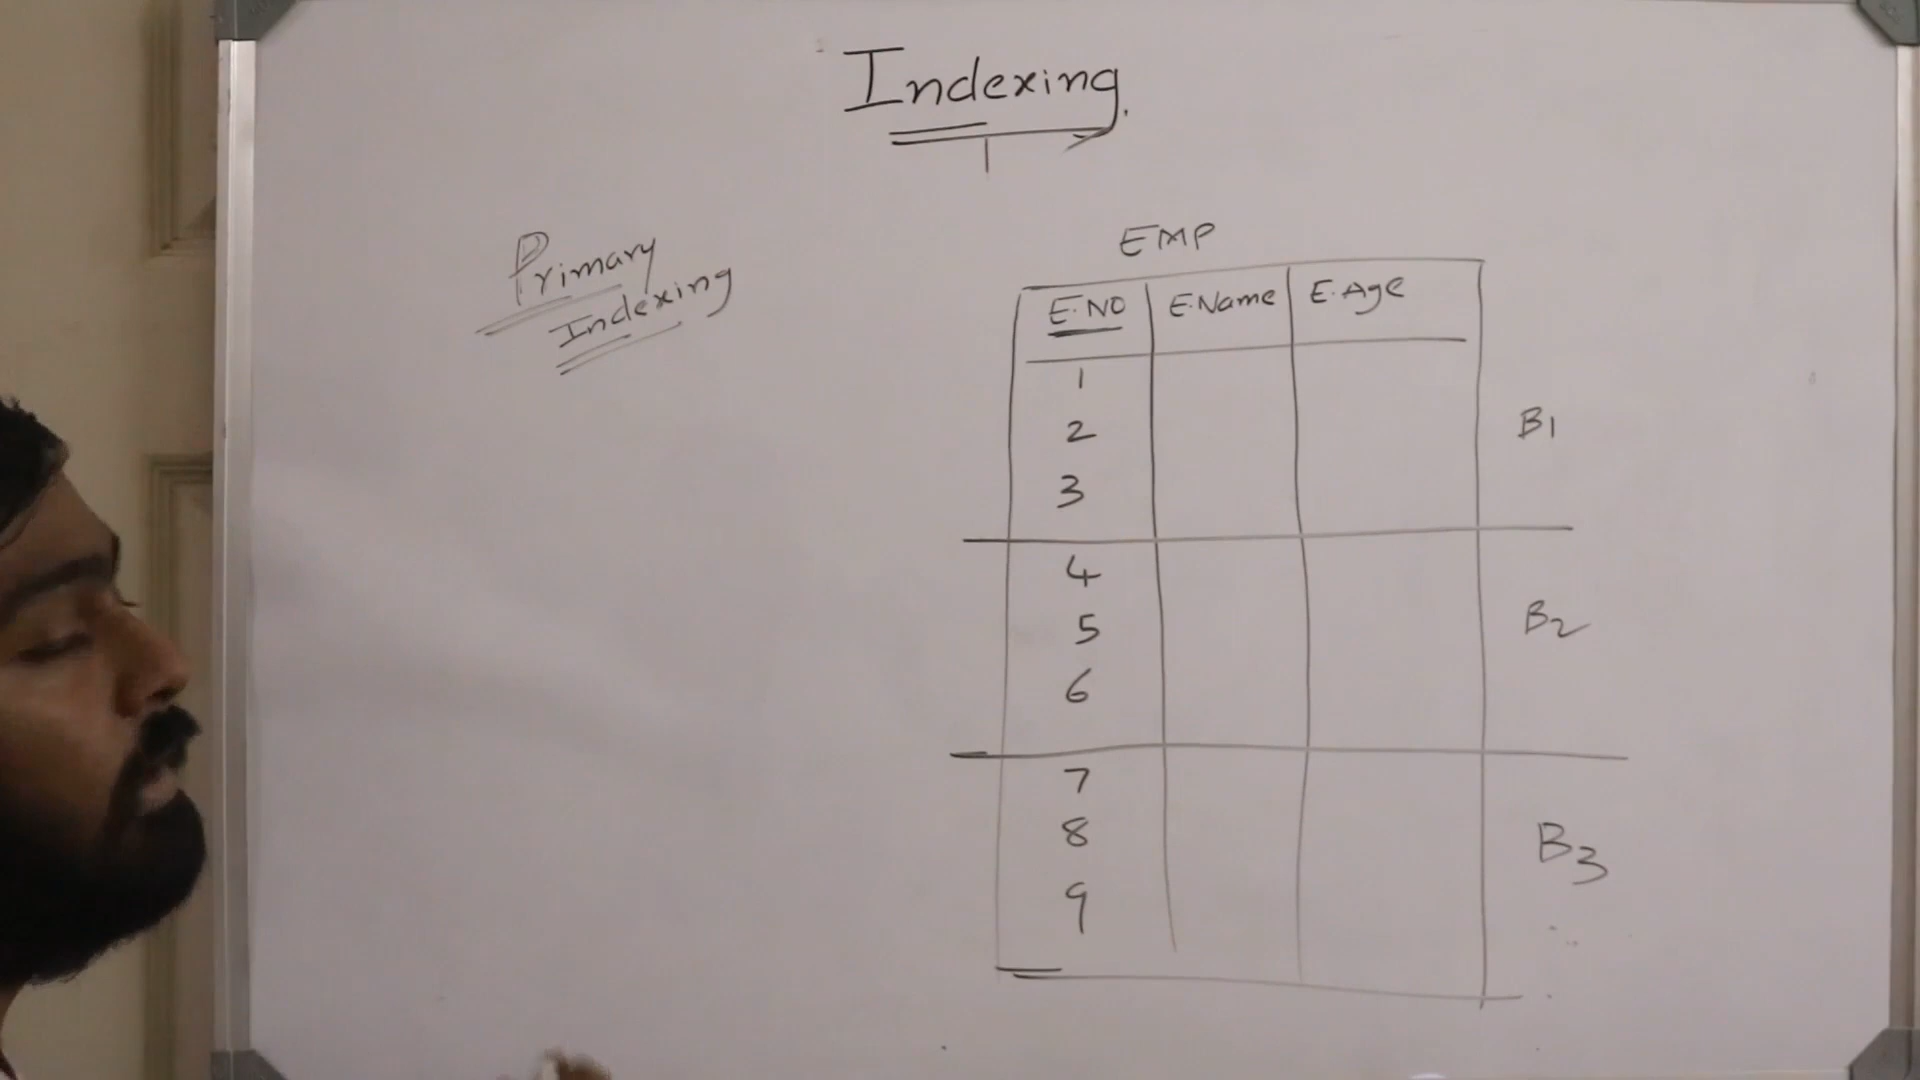 Indexing.
Primary
Indexing
EMP
E.NO E.Name E.Age
1
2
3
B1
4
5
6
B2
7
8
9
B3